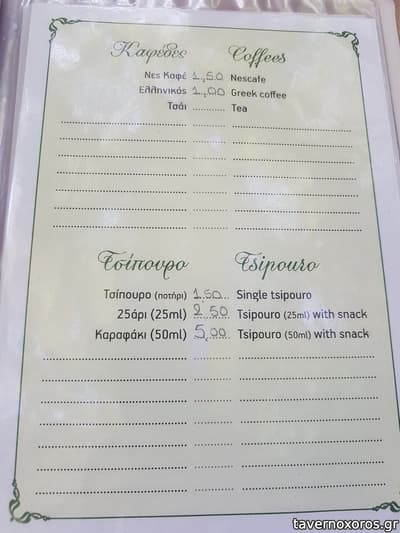 Καφέδες Coffees
Νες Καφέ 1,50 Nescafe
Ελληνικός 1,00 Greek coffee
Τσάι ............ Tea
Τσίπουρο Tsipouro
Τσίπουρο (ποτήρι) 1,50... Single tsipouro
25άρι (25ml) 2,50 Tsipouro (25ml) with snack
Καραφάκι (50ml) 5,00 Tsipouro (50ml) with snack
tavernoxoros.gr